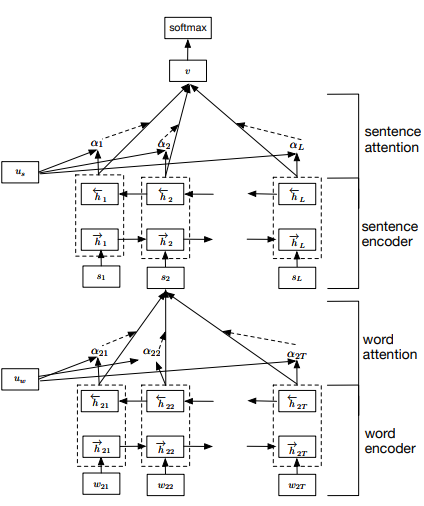 softmax
v
α1 α2 αL
sentence
attention
us
←h 1 ←h 2 ←h L
→h 1 →h 2 →h L
sentence
encoder
s1 s2 sL
α21 α22 α2T
word
attention
uw
←h 21 ←h 22 ←h 2T
→h 21 →h 22 →h 2T
word
encoder
w21 w22 w2T